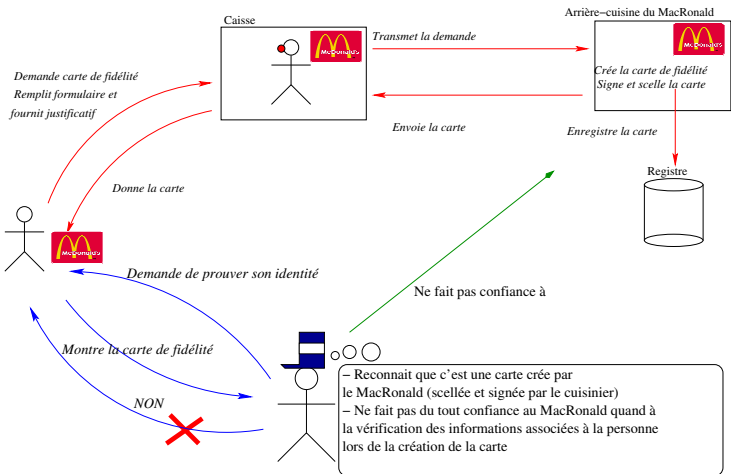 Caisse
Arrière-cuisine du MacRonald
McDonald's
Transmet la demande
McDonald's
Demande carte de fidélité
Remplit formulaire et
fournit justificatif
Crée la carte de fidélité
Signe et scelle la carte
Envoie la carte
Enregistre la carte
Donne la carte
Registre
McDonald's
Demande de prouver son identité
Ne fait pas confiance à
Montre la carte de fidélité
NON
– Reconnait que c'est une carte crée par
le MacRonald (scellée et signée par le cuisinier)
– Ne fait pas du tout confiance au MacRonald quant à
la vérification des informations associées à la personne
lors de la création de la carte